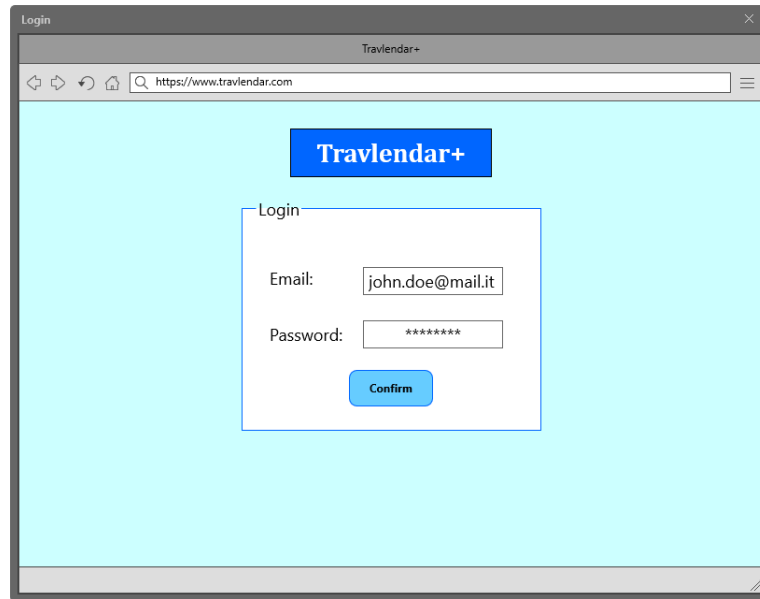 Login
Travlendar+
https://www.travlendar.com
Travlendar+
Login
Email:
john.doe@mail.it
Password:
********
Confirm